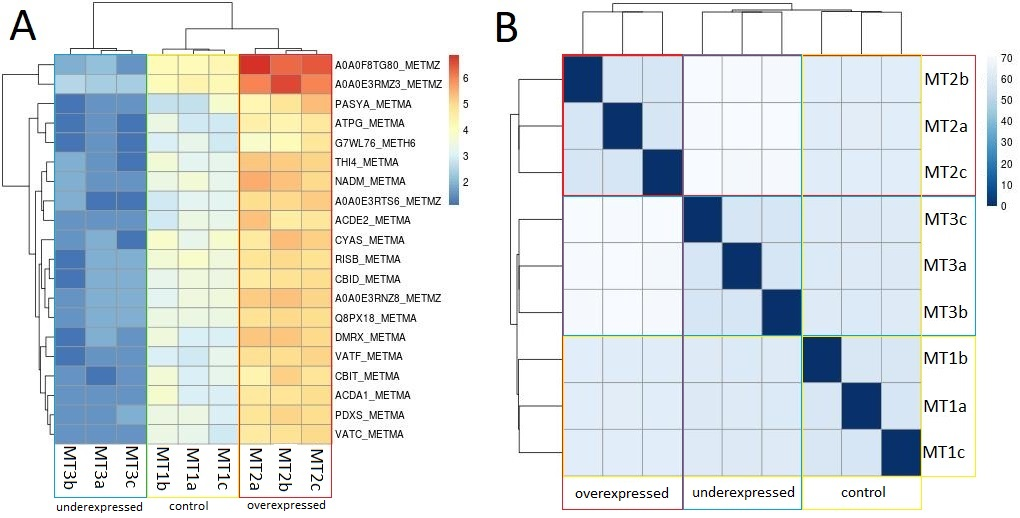 A
A0A0F8TG80_METMZ
A0A0E3RMZ3_METMZ
PASYA_METMA
ATPG_METMA
G7WL76_METH6
THI4_METMA
NADM_METMA
A0A0E3RTS6_METMZ
ACDE2_METMA
CYAS_METMA
RISB_METMA
CBID_METMA
A0A0E3RNZ8_METMZ
Q8PX18_METMA
DMRX_METMA
VATF_METMA
CBIT_METMA
ACDA1_METMA
PDXS_METMA
VATC_METMA
6
5
4
3
2
MT3b
MT3a
MT3c
MT1b
MT1a
MT1c
MT2a
MT2b
MT2c
underexpressed
control
overexpressed
B
MT2b
MT2a
MT2c
MT3c
MT3a
MT3b
MT1b
MT1a
MT1c
70
60
50
40
30
20
10
0
overexpressed
underexpressed
control